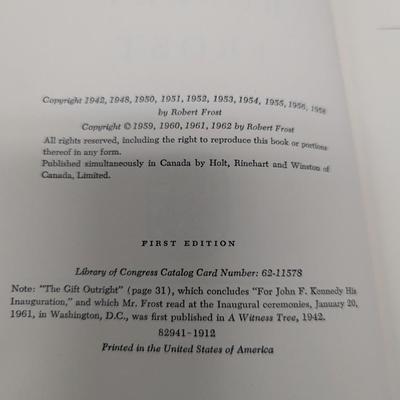 Copyright 1942, 1948, 1950, 1951, 1952, 1953, 1954, 1955, 1956, 1958
by Robert Frost
Copyright © 1959, 1960, 1961, 1962 by Robert Frost
All rights reserved, including the right to reproduce this book or portions
thereof in any form.
Published simultaneously in Canada by Holt, Rinehart and Winston of
Canada, Limited.
FIRST EDITION
Library of Congress Catalog Card Number: 62-11578
Note: "The Gift Outright" (page 31), which concludes "For John F. Kennedy His
Inauguration," and which Mr. Frost read at the Inaugural ceremonies, January 20,
1961, in Washington, D.C., was first published in A Witness Tree, 1942.
82941-1912
Printed in the United States of America